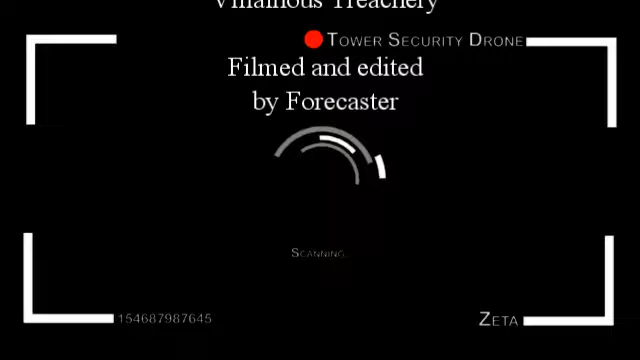 Villainous Treachery
Tower Security Drone
Filmed and edited
by Forecaster
Scanning.
154687987645
Zeta